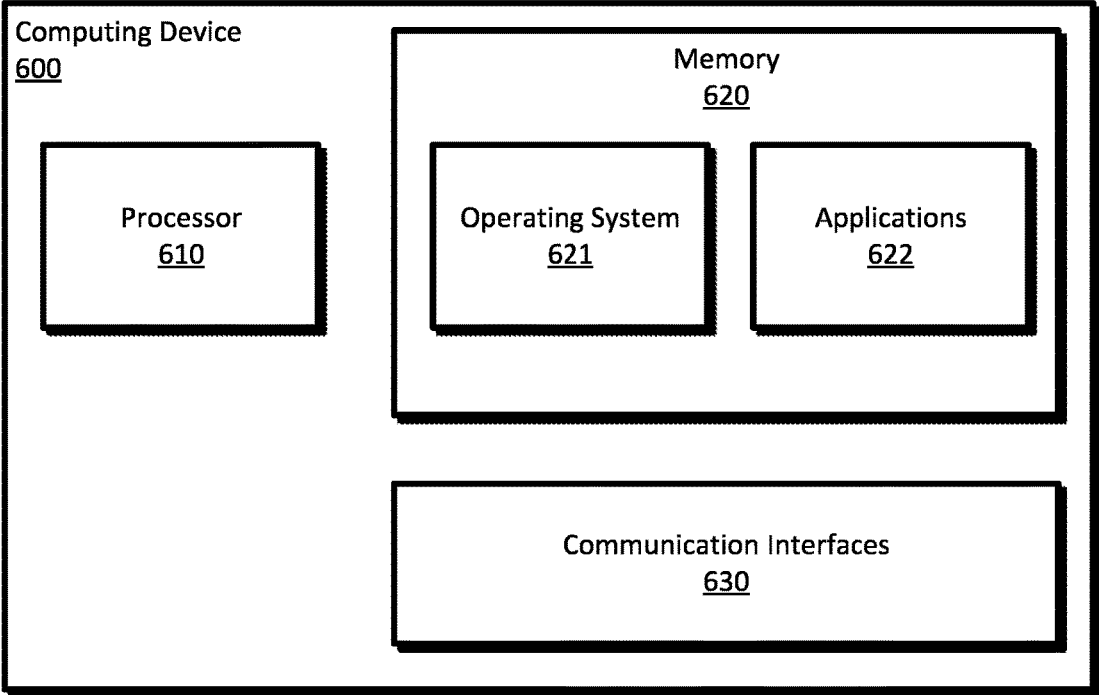 Computing Device
600
Memory
620
Processor
610
Operating System
621
Applications
622
Communication Interfaces
630